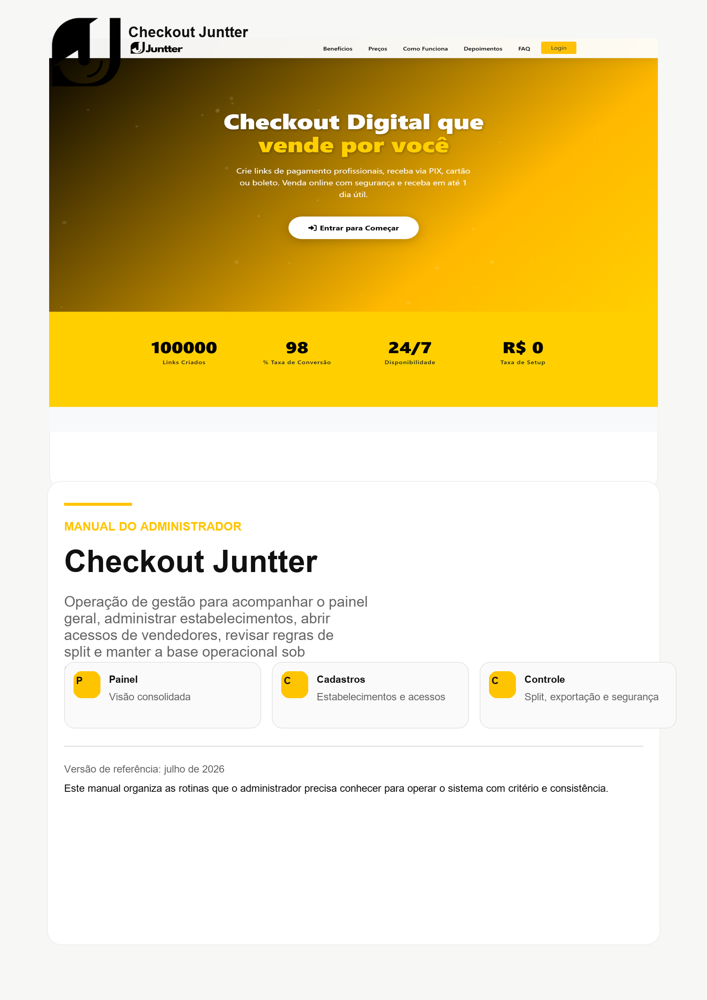 Checkout Juntter
Juntter
Benefícios Preços Como Funciona Depoimentos FAQ Login
Checkout Digital que
vende por você
Crie links de pagamento profissionais, receba via PIX, cartão
ou boleto. Venda online com segurança e receba em até 1
dia útil.
Entrar para Começar
100000 98 24/7 R$ 0
Links Criados % Taxa de Conversão Disponibilidade Taxa de Setup
MANUAL DO ADMINISTRADOR
Checkout Juntter
Operação de gestão para acompanhar o painel
geral, administrar estabelecimentos, abrir
acessos de vendedores, revisar regras de
split e manter a base operacional sob
P Painel
Visão consolidada
C Cadastros
Estabelecimentos e acessos
C Controle
Split, exportação e segurança
Versão de referência: julho de 2026
Este manual organiza as rotinas que o administrador precisa conhecer para operar o sistema com critério e consistência.